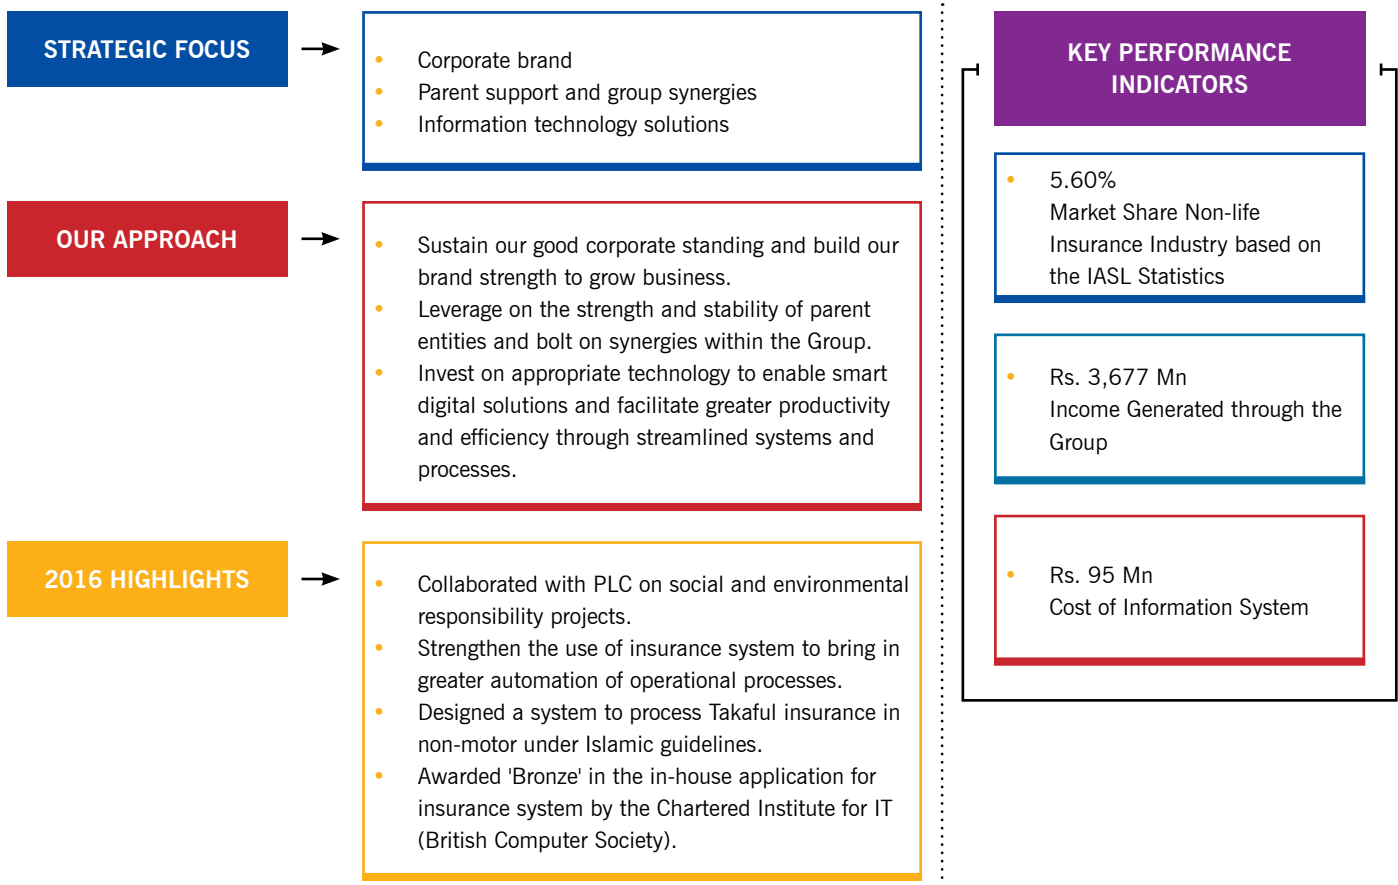 STRATEGIC FOCUS
• Corporate brand
• Parent support and group synergies
• Information technology solutions
OUR APPROACH
• Sustain our good corporate standing and build our
brand strength to grow business.
• Leverage on the strength and stability of parent
entities and bolt on synergies within the Group.
• Invest on appropriate technology to enable smart
digital solutions and facilitate greater productivity
and efficiency through streamlined systems and
processes.
2016 HIGHLIGHTS
• Collaborated with PLC on social and environmental
responsibility projects.
• Strengthen the use of insurance system to bring in
greater automation of operational processes.
• Designed a system to process Takaful insurance in
non-motor under Islamic guidelines.
• Awarded 'Bronze' in the in-house application for
insurance system by the Chartered Institute for IT
(British Computer Society).
KEY PERFORMANCE
INDICATORS
• 5.60%
Market Share Non-life
Insurance Industry based on
the IASL Statistics
• Rs. 3,677 Mn
Income Generated through the
Group
• Rs. 95 Mn
Cost of Information System